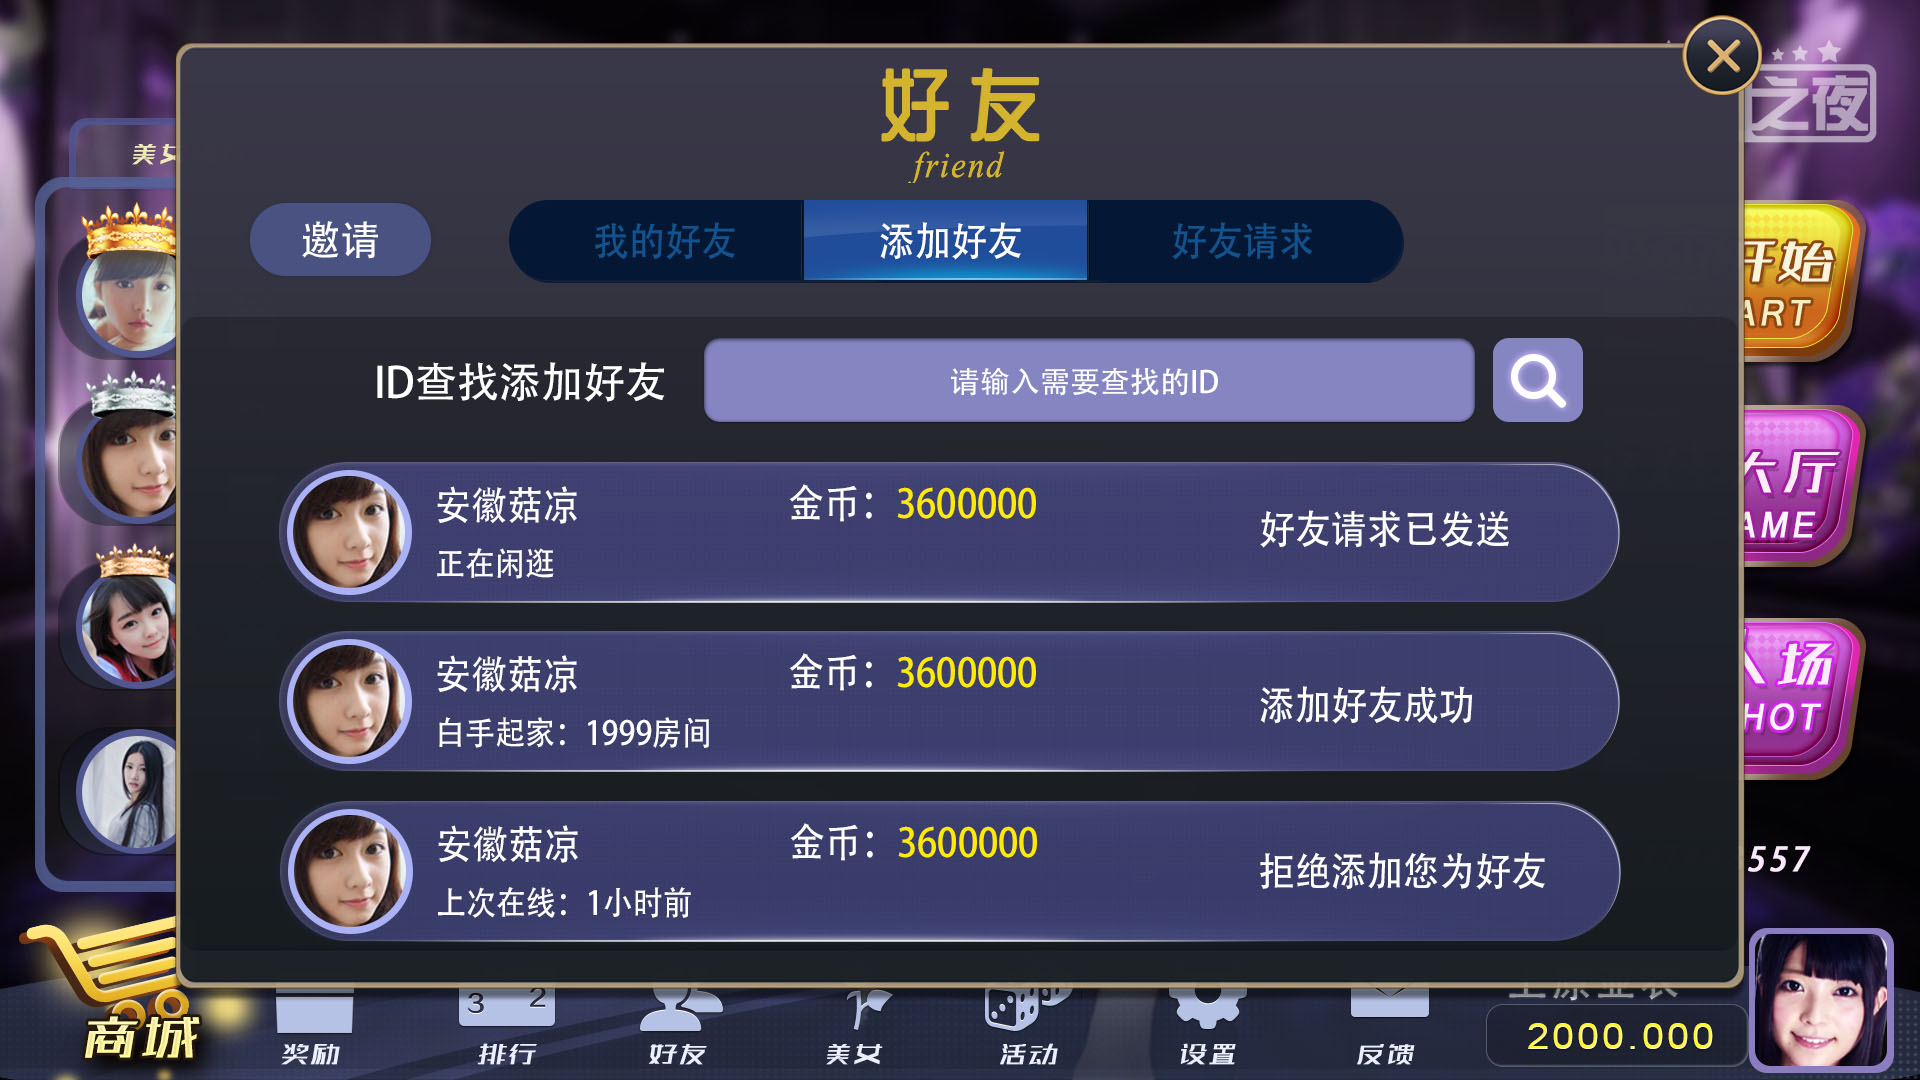 好友
friend
之夜
美女
邀请
我的好友
添加好友
好友请求
开始
ART
ID查找添加好友
请输入需要查找的ID
大厅
AME
安徽菇凉
金币：3600000
正在闲逛
好友请求已发送
入场
HOT
安徽菇凉
金币：3600000
白手起家：1999房间
添加好友成功
安徽菇凉
金币：3600000
上次在线：1小时前
拒绝添加您为好友
557
商城
3 2
奖励
排行
好友
美女
活动
设置
反馈
2000.000